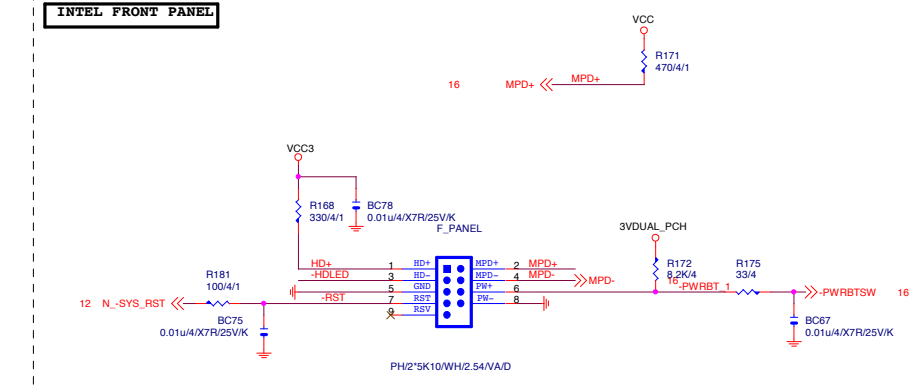 INTEL FRONT PANEL
VCC
R171
470/4/1
16 MPD+ MPD+
VCC3
R168
330/4/1
BC78
0.01u/4/X7R/25V/K
F_PANEL
3VDUAL_PCH
R172
8.2K/4
R175
33/4
HD+ 1 HD+ MPD+ 2 MPD+
-HDLED 3 HD- MPD- 4 MPD- MPD- 16
5 GND PW+ 6 -PWRBT_1 -PWRBTSW 16
R181
100/4/1
12 N_-SYS_RST -RST 7 RST PW- 8
9 RSV
BC75
0.01u/4/X7R/25V/K
BC67
0.01u/4/X7R/25V/K
PH/2*5K10/WH/2.54/VA/D